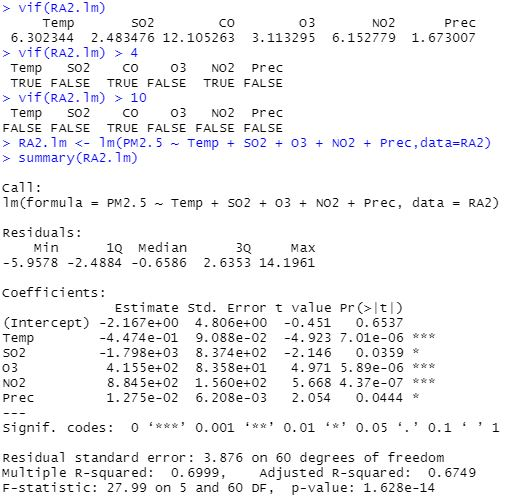 > vif(RA2.lm)
Temp SO2 CO O3 NO2 Prec
6.302344 2.483476 12.105263 3.113295 6.152779 1.673007
> vif(RA2.lm) > 4
Temp SO2 CO O3 NO2 Prec
TRUE FALSE TRUE FALSE TRUE FALSE
> vif(RA2.lm) > 10
Temp SO2 CO O3 NO2 Prec
FALSE FALSE TRUE FALSE FALSE FALSE
> RA2.lm <- lm(PM2.5 ~ Temp + SO2 + O3 + NO2 + Prec,data=RA2)
> summary(RA2.lm)
Call:
lm(formula = PM2.5 ~ Temp + SO2 + O3 + NO2 + Prec, data = RA2)
Residuals:
Min 1Q Median 3Q Max
-5.9578 -2.4884 -0.6586 2.6353 14.1961
Coefficients:
Estimate Std. Error t value Pr(>|t|)
(Intercept) -2.167e+00 4.806e+00 -0.451 0.6537
Temp -4.474e-01 9.088e-02 -4.923 7.01e-06 ***
SO2 -1.798e+03 8.374e+02 -2.146 0.0359 *
O3 4.155e+02 8.358e+01 4.971 5.89e-06 ***
NO2 8.845e+02 1.560e+02 5.668 4.37e-07 ***
Prec 1.275e-02 6.208e-03 2.054 0.0444 *
---
Signif. codes: 0 ‘***’ 0.001 ‘**’ 0.01 ‘*’ 0.05 ‘.’ 0.1 ‘ ’ 1
Residual standard error: 3.876 on 60 degrees of freedom
Multiple R-squared: 0.6999, Adjusted R-squared: 0.6749
F-statistic: 27.99 on 5 and 60 DF, p-value: 1.628e-14